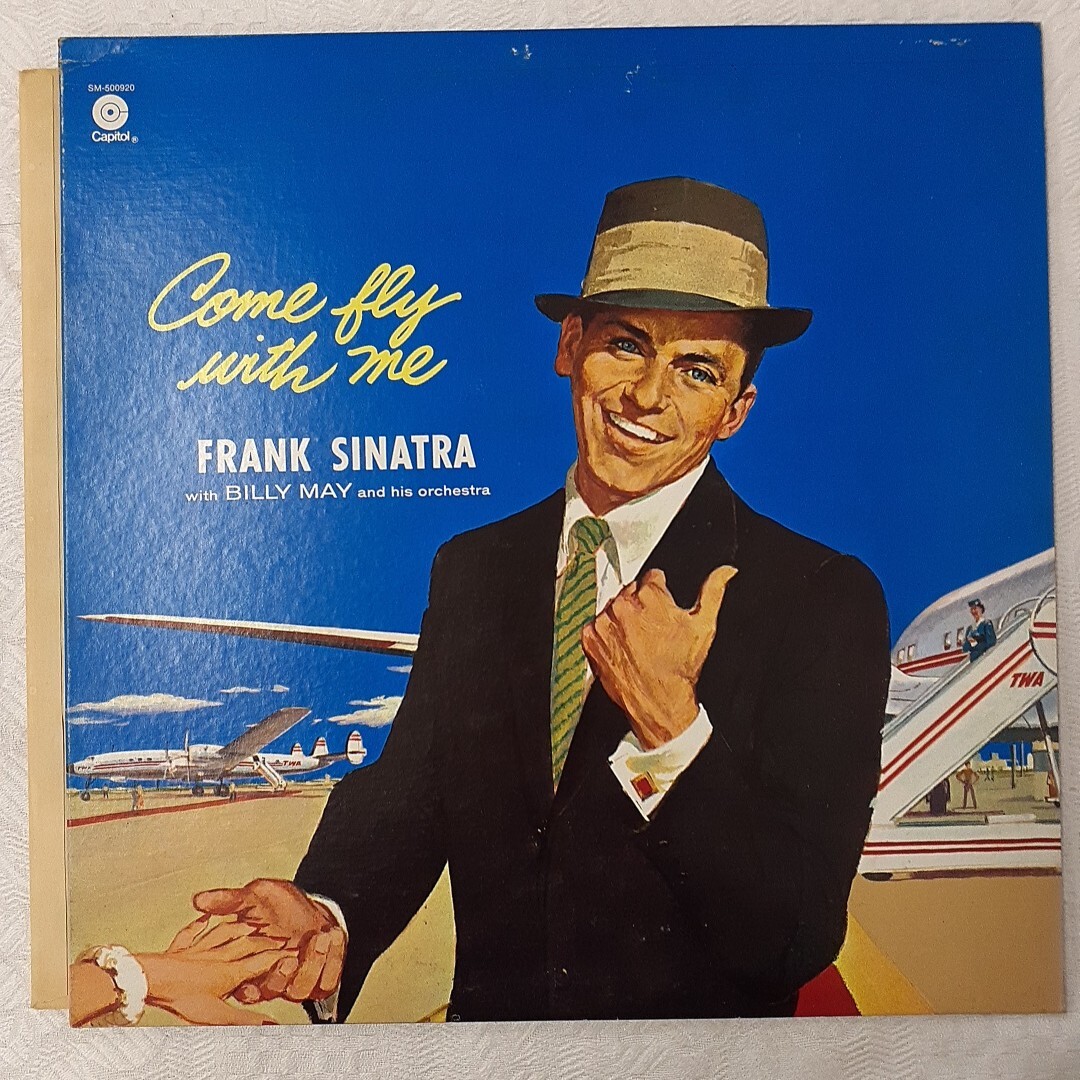 SM-500920
Capitol®
Come fly
with me
FRANK SINATRA
with BILLY MAY and his orchestra
TWA
TWA